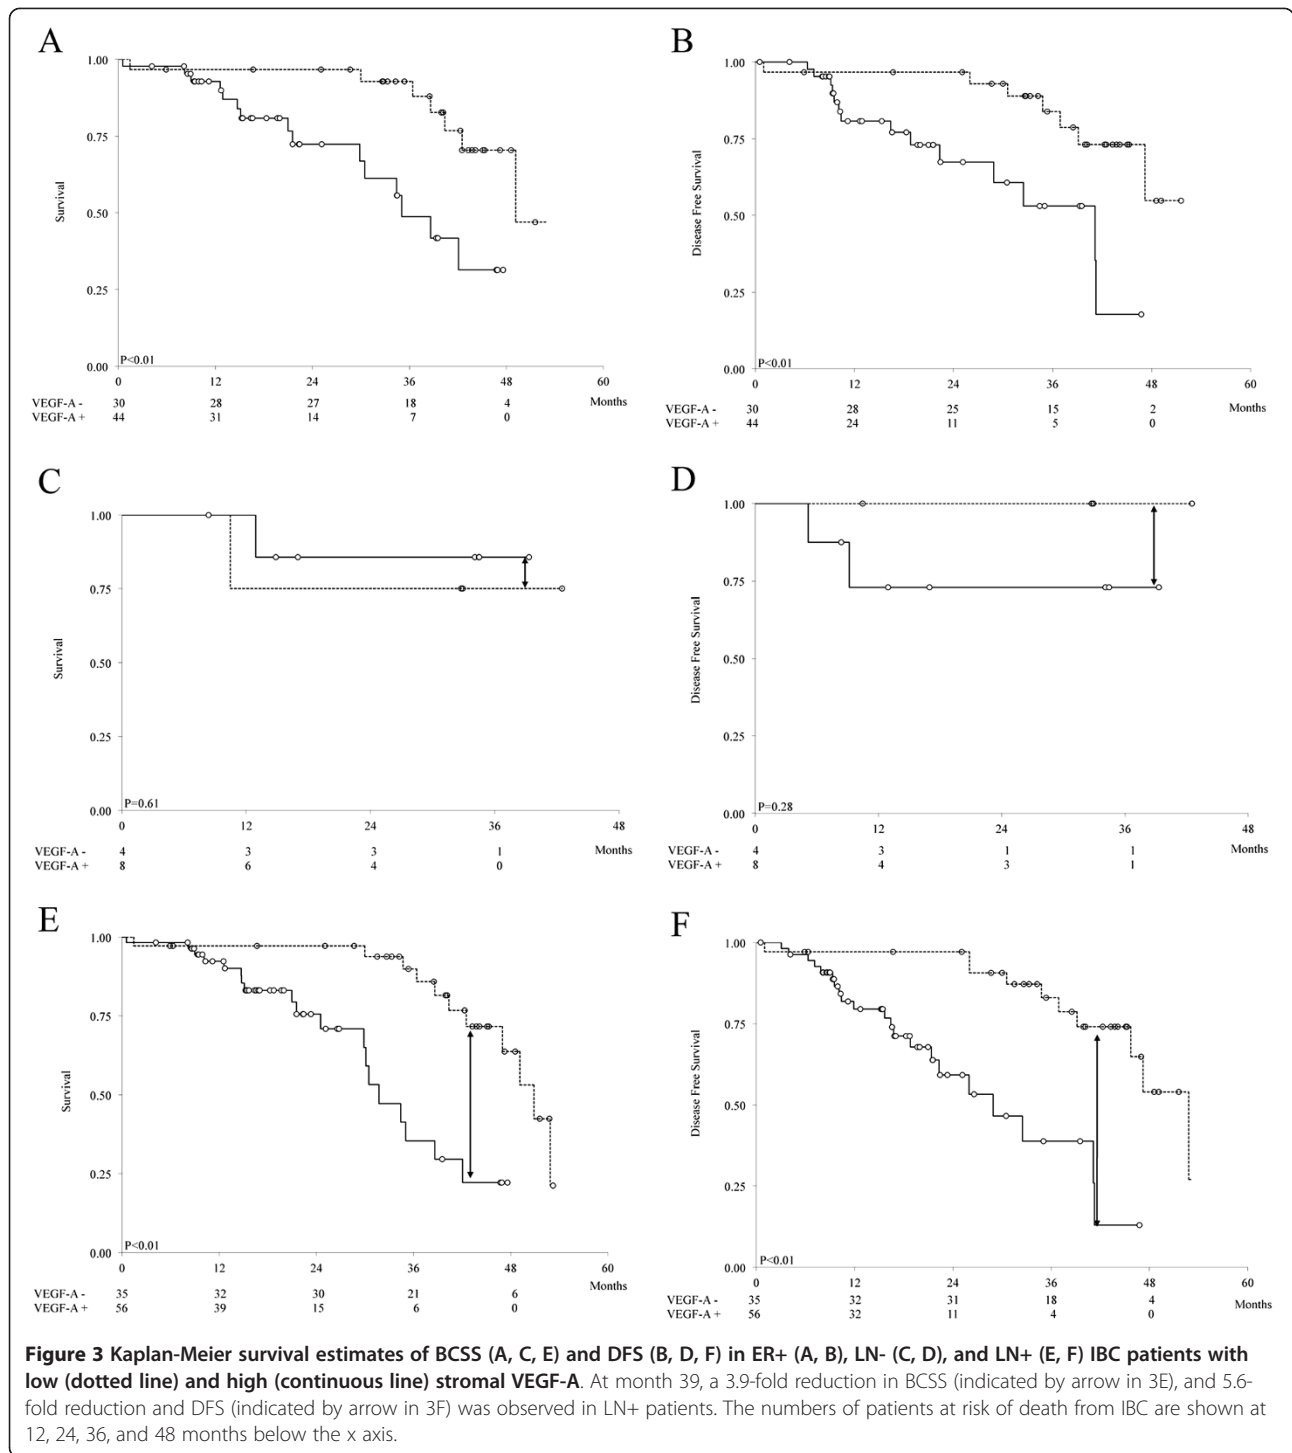 A
1.00
0.75
0.50
0.25
0.00
Survival
P<0.01
0 12 24 36 48 60
Months
VEGF-A - 30 28 27 18 4
VEGF-A + 44 31 14 7 0
B
1.00
0.75
0.50
0.25
0.00
Disease Free Survival
P<0.01
0 12 24 36 48 60
Months
VEGF-A - 30 28 25 15 2
VEGF-A + 44 24 11 5 0
C
1.00
0.75
0.50
0.25
0.00
Survival
P=0.61
0 12 24 36 48
Months
VEGF-A - 4 3 3 1
VEGF-A + 8 6 4 0
D
1.00
0.75
0.50
0.25
0.00
Disease Free Survival
P=0.28
12 24 36 48
Months
VEGF-A - 4 3 1 1
VEGF-A + 8 4 3 1
E
1.00
0.75
0.50
0.25
0.00
Survival
P<0.01
0 12 24 36 48 60
Months
VEGF-A - 35 32 30 21 6
VEGF-A + 56 39 15 6 0
F
1.00
0.75
0.50
0.25
0.00
Disease Free Survival
P<0.01
0 12 24 36 48 60
Months
VEGF-A - 35 32 31 18 4
VEGF-A + 56 32 11 4 0
Figure 3 Kaplan-Meier survival estimates of BCSS (A, C, E) and DFS (B, D, F) in ER+ (A, B), LN- (C, D), and LN+ (E, F) IBC patients with
low (dotted line) and high (continuous line) stromal VEGF-A. At month 39, a 3.9-fold reduction in BCSS (indicated by arrow in 3E), and 5.6-
fold reduction and DFS (indicated by arrow in 3F) was observed in LN+ patients. The numbers of patients at risk of death from IBC are shown at
12, 24, 36, and 48 months below the x axis.